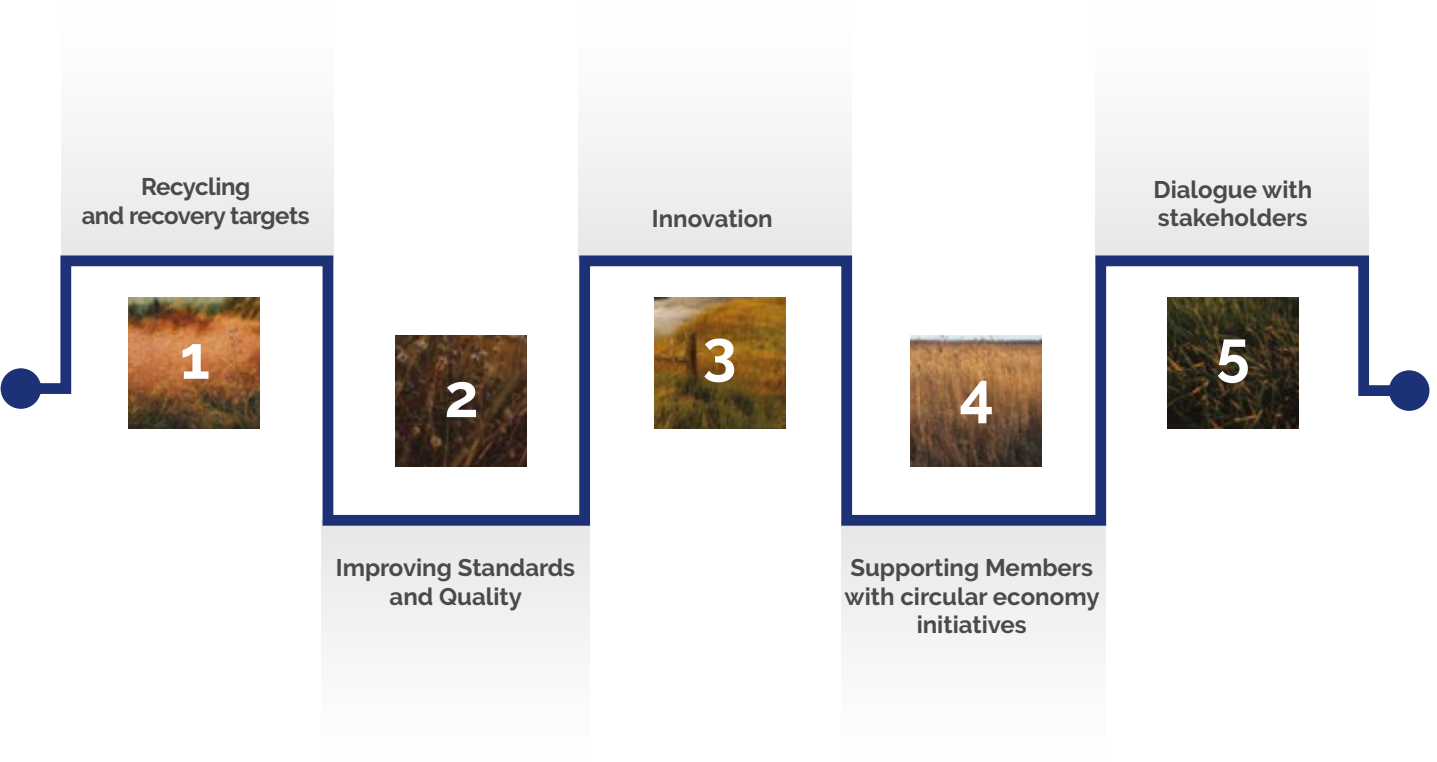 1
Recycling
and recovery targets
2
Improving Standards
and Quality
3
Innovation
4
Supporting Members
with circular economy
initiatives
5
Dialogue with
stakeholders